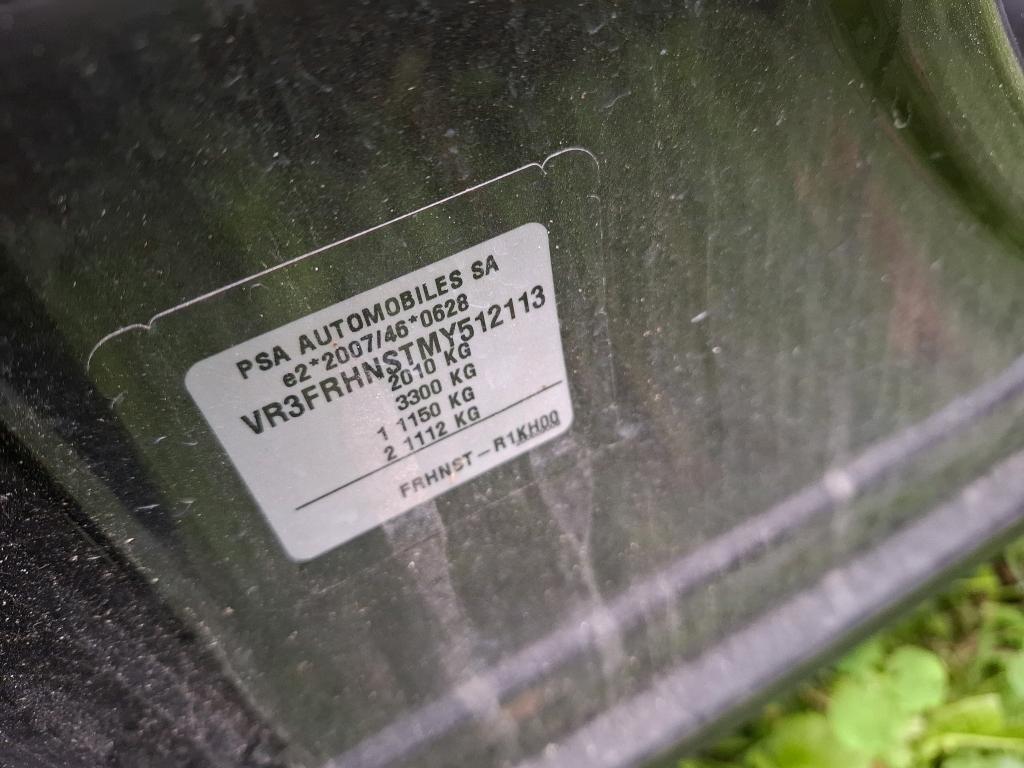 PSA AUTOMOBILES SA
e2*2007/46*0628
VR3FRHNSTMY512113
2010 KG
3300 KG
1 1150 KG
2 1112 KG
FRHNST-R1KH0Q